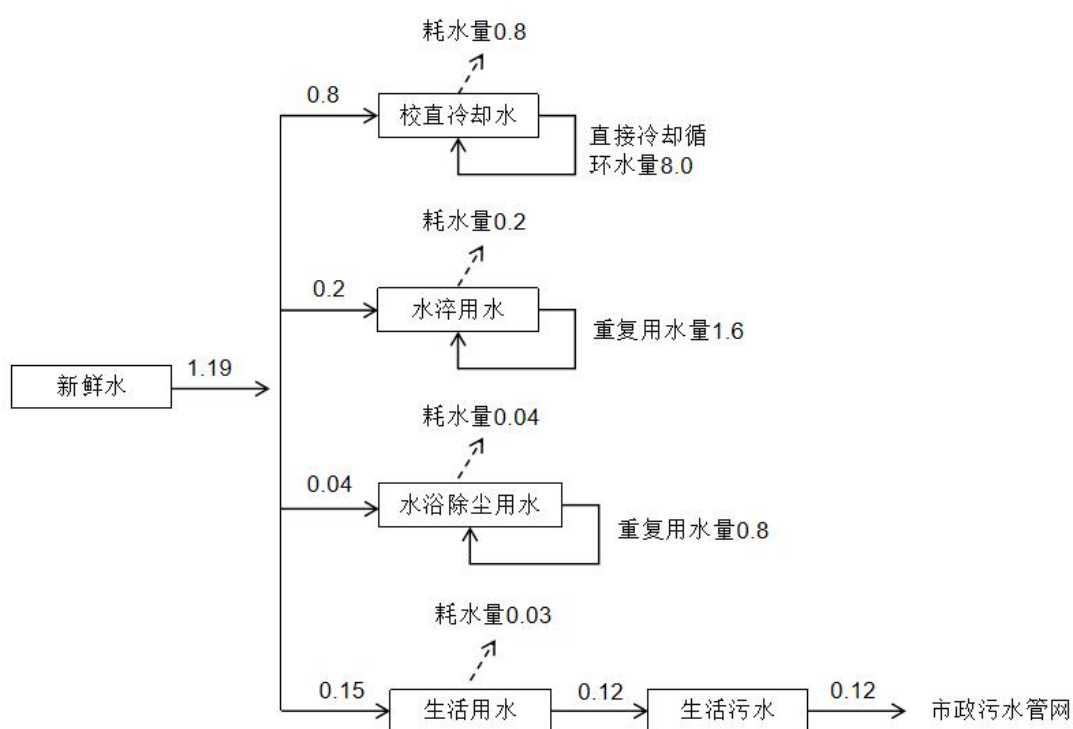 耗水量0.8
0.8
校直冷却水
直接冷却循
环水量8.0
耗水量0.2
0.2
水淬用水
重复用水量1.6
新鲜水
1.19
耗水量0.04
0.04
水浴除尘用水
重复用水量0.8
耗水量0.03
0.15
生活用水
0.12
生活污水
0.12
市政污水管网